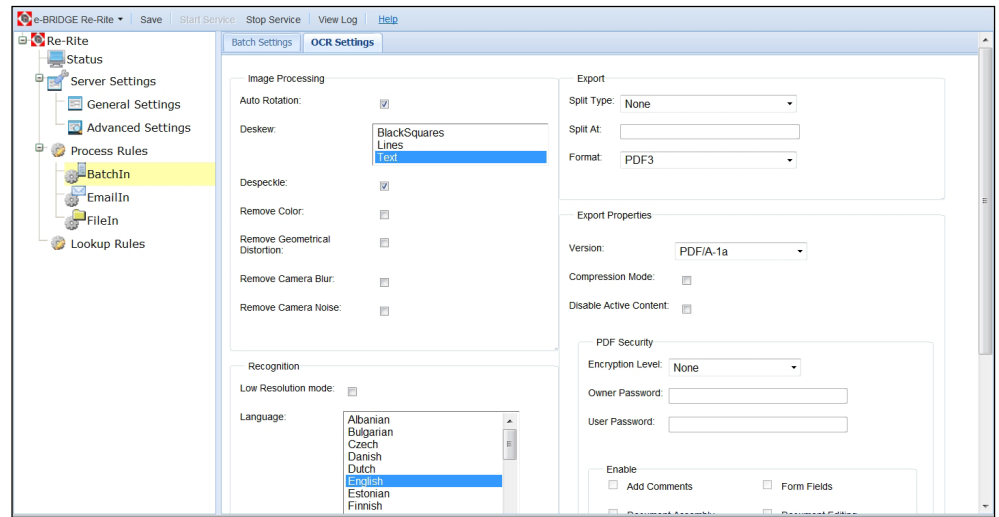 e-BRIDGE Re-Rite Save Start Service Stop Service View Log Help
Re-Rite
Status
Server Settings
General Settings
Advanced Settings
Process Rules
BatchIn
EmailIn
FileIn
Lookup Rules
Batch Settings OCR Settings
Image Processing
Auto Rotation:
Deskew:
BlackSquares
Lines
Text
Despeckle:
Remove Color:
Remove Geometrical
Distortion:
Remove Camera Blur:
Remove Camera Noise:
Recognition
Low Resolution mode:
Language:
Albanian
Bulgarian
Czech
Danish
Dutch
English
Estonian
Finnish
Export
Split Type: None
Split At:
Format: PDF3
Export Properties
Version: PDF/A-1a
Compression Mode:
Disable Active Content:
PDF Security
Encryption Level: None
Owner Password:
User Password:
Enable
Add Comments Form Fields
Document Assembly Document Editing